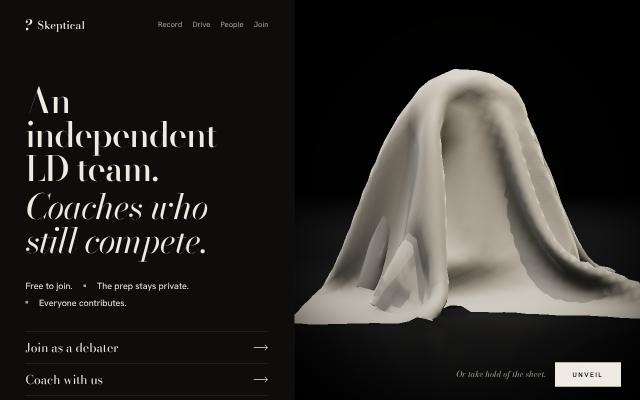 ? Skeptical
Record Drive People Join
An
independent
LD team.
Coaches who
still compete.
Free to join. • The prep stays private.
• Everyone contributes.
Join as a debater →
Coach with us →
Or take hold of the sheet. UNVEIL